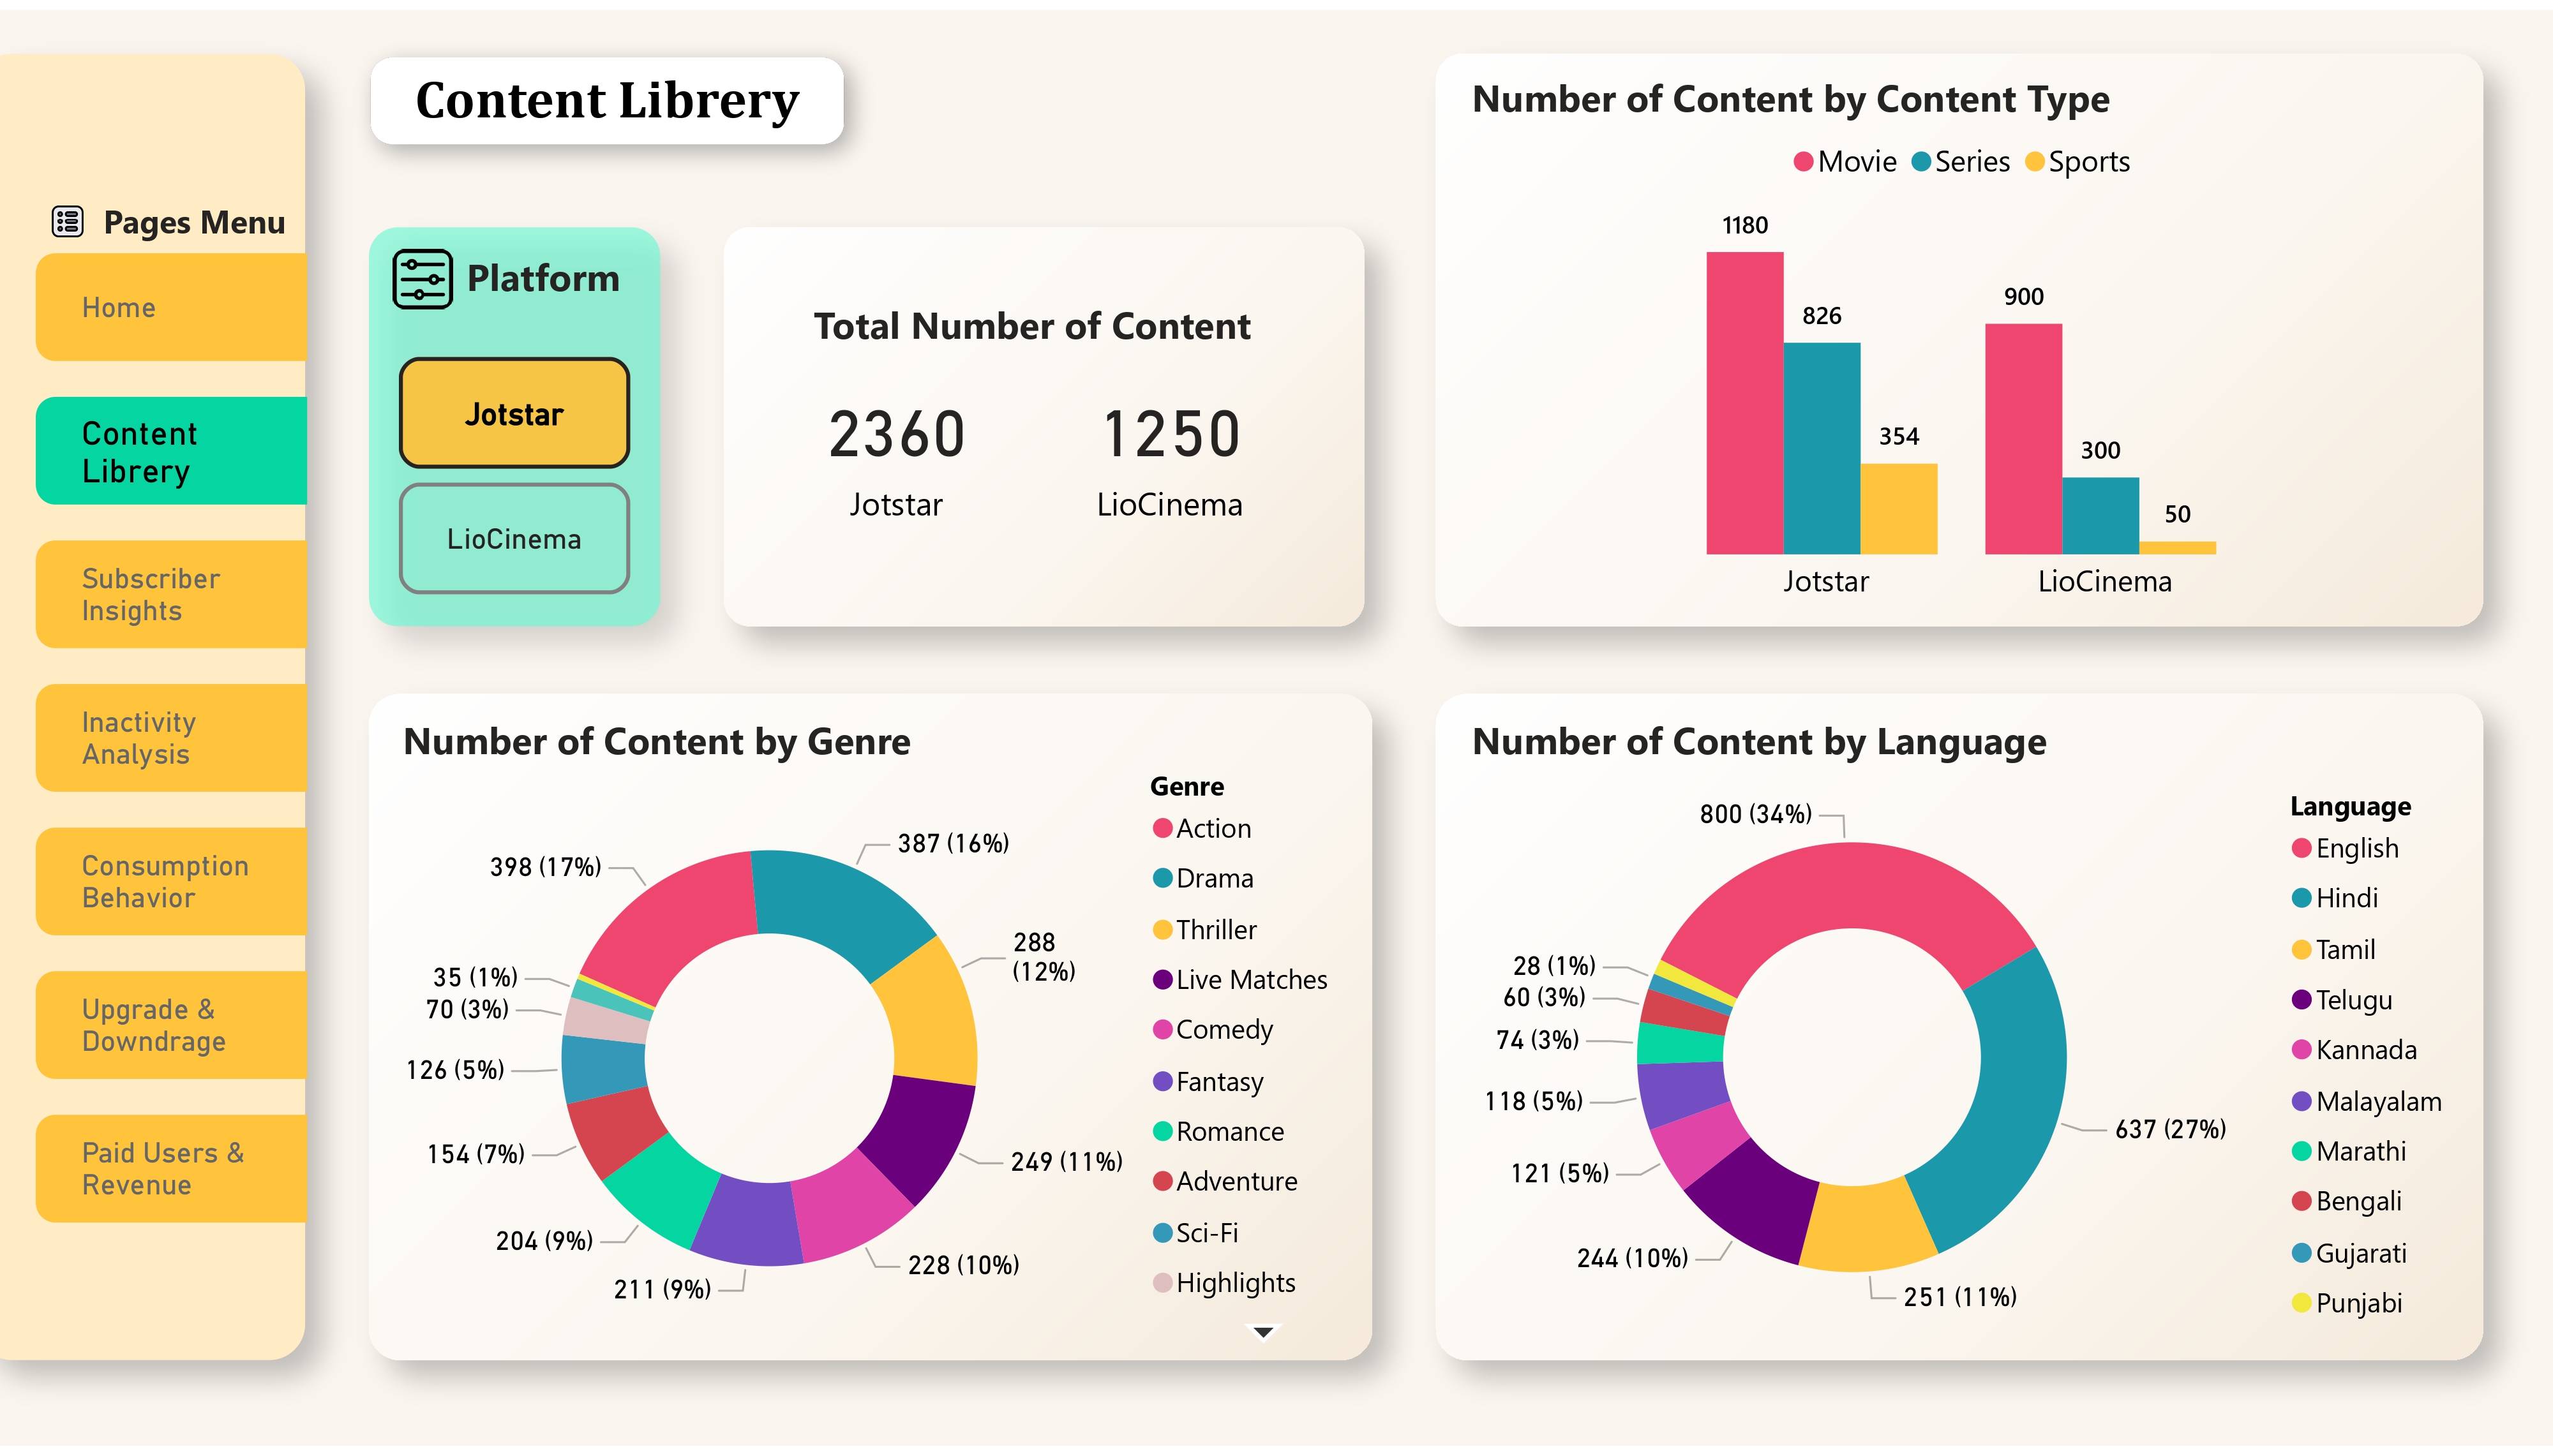 Content Librery
Pages Menu
Home
Content
Librery
Subscriber
Insights
Inactivity
Analysis
Consumption
Behavior
Upgrade &
Downdrage
Paid Users &
Revenue
Platform
Jotstar
LioCinema
Total Number of Content
2360 1250
Jotstar LioCinema
Number of Content by Content Type
Movie Series Sports
1180
826
354
900
300
50
Jotstar LioCinema
Number of Content by Genre
398 (17%)
387 (16%)
288
(12%)
249 (11%)
228 (10%)
211 (9%)
204 (9%)
154 (7%)
126 (5%)
70 (3%)
35 (1%)
Genre
Action
Drama
Thriller
Live Matches
Comedy
Fantasy
Romance
Adventure
Sci-Fi
Highlights
Number of Content by Language
800 (34%)
637 (27%)
251 (11%)
244 (10%)
121 (5%)
118 (5%)
74 (3%)
60 (3%)
28 (1%)
Language
English
Hindi
Tamil
Telugu
Kannada
Malayalam
Marathi
Bengali
Gujarati
Punjabi